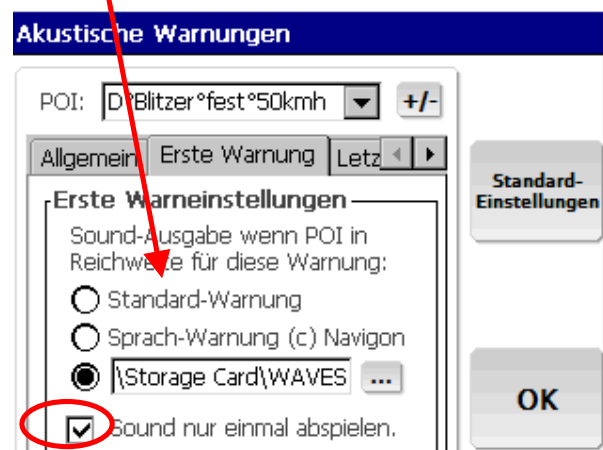 Akustische Warnungen
POI: D°Blitzer°fest°50kmh +/-
Allgemein Erste Warnung Letz
Standard-
Einstellungen
Erste Warneinstellungen
Sound-Ausgabe wenn POI in
Reichweite für diese Warnung:
Standard-Warnung
Sprach-Warnung (c) Navigon
\Storage Card\WAVES ...
OK
Sound nur einmal abspielen.